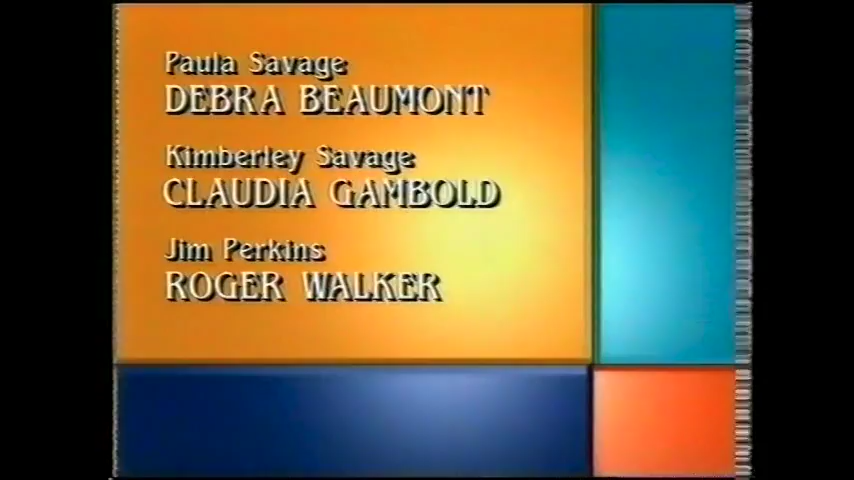 Paula Savage
DEBRA BEAUMONT
Kimberley Savage
CLAUDIA GAMBOLD
Jim Perkins
ROGER WALKER